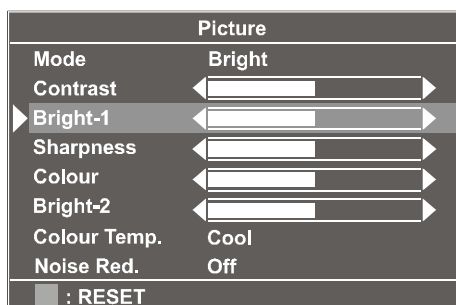 Picture
Mode Bright
Contrast
Bright-1
Sharpness
Colour
Bright-2
Colour Temp. Cool
Noise Red. Off
: RESET